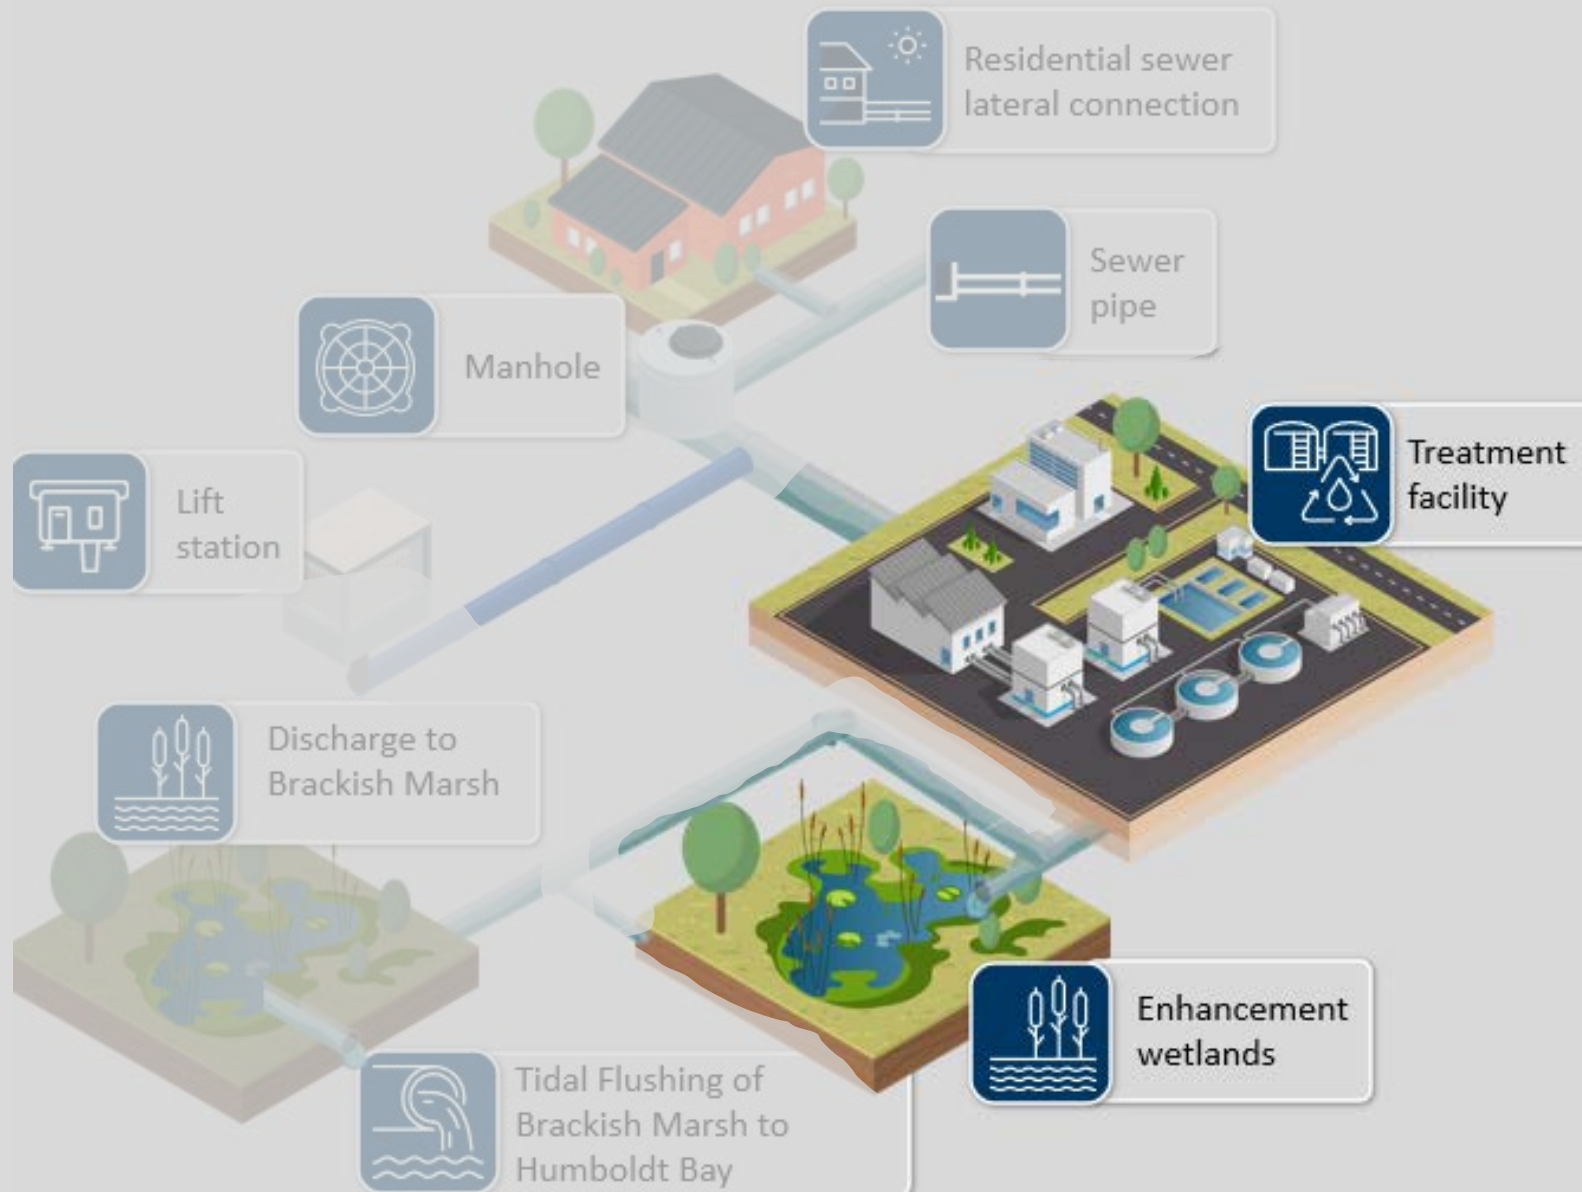 Residential sewer
lateral connection
Sewer
pipe
Manhole
Treatment
facility
Lift
station
Discharge to
Brackish Marsh
Enhancement
wetlands
Tidal Flushing of
Brackish Marsh to
Humboldt Bay